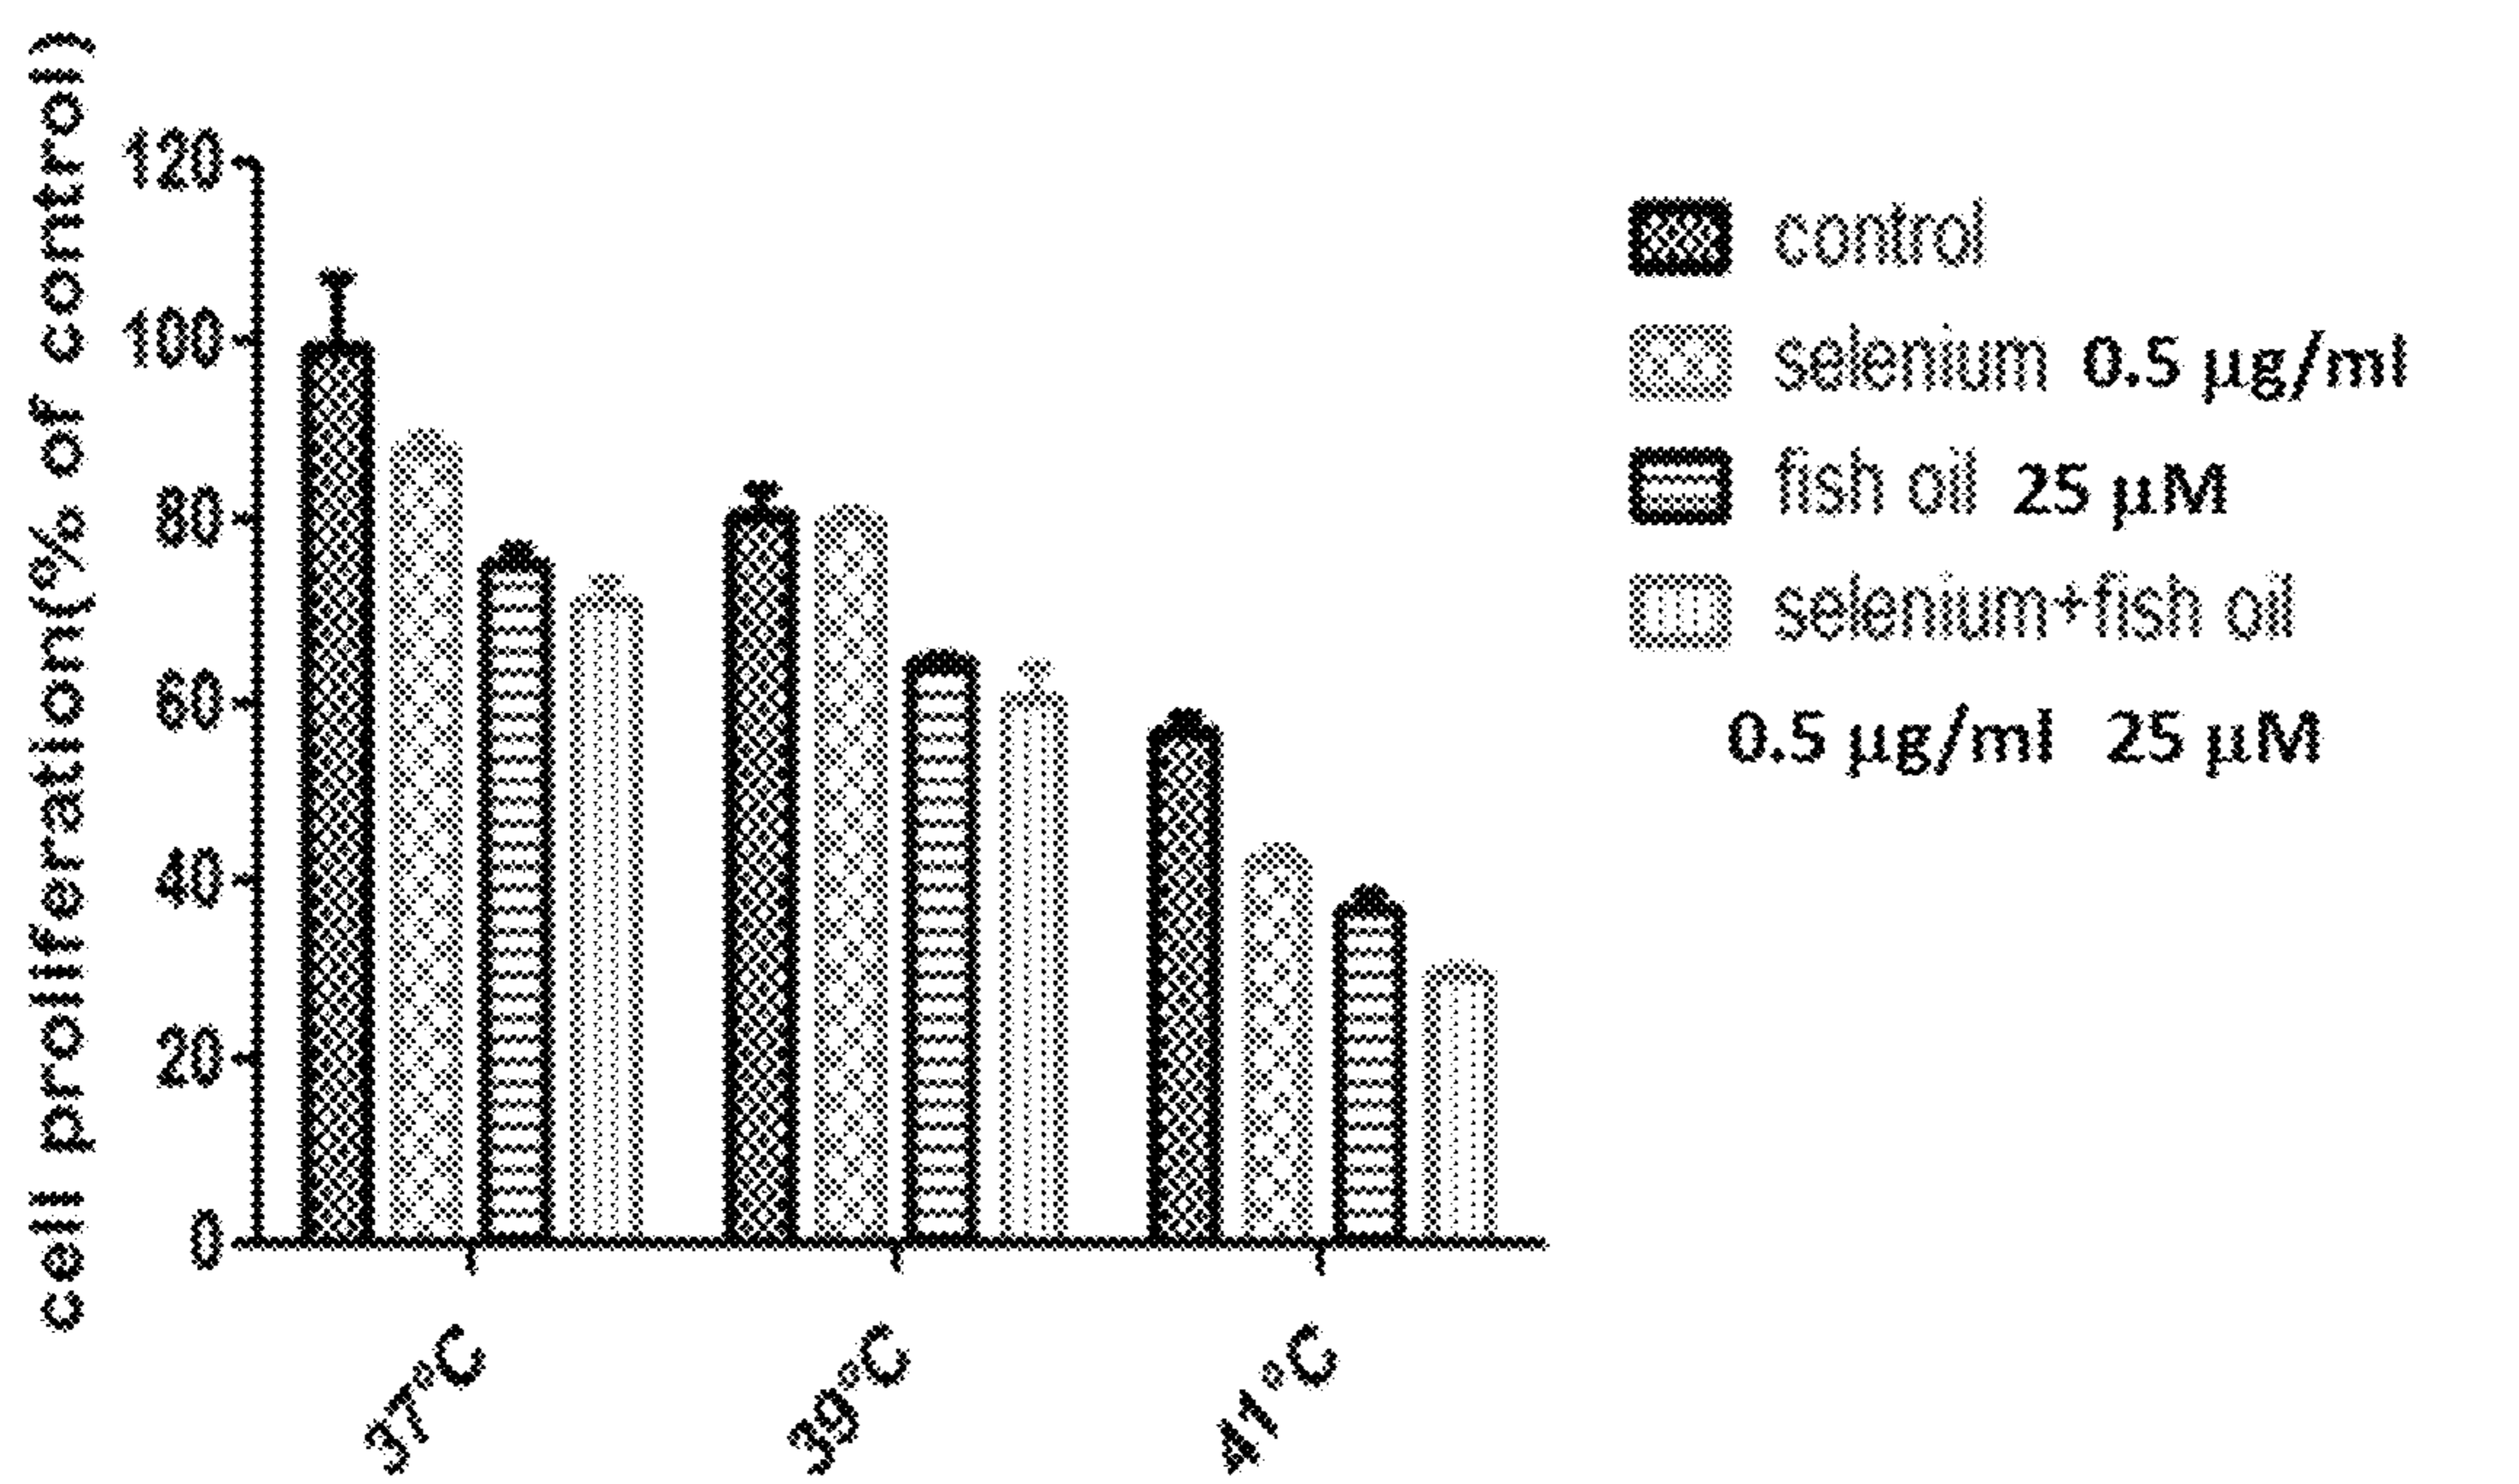 cell proliferation(% of control)
120
100
80
60
40
20
0
37°C
39°C
41°C
control
selenium 0.5 µg/ml
fish oil 25 µM
selenium+fish oil
0.5 µg/ml 25 µM